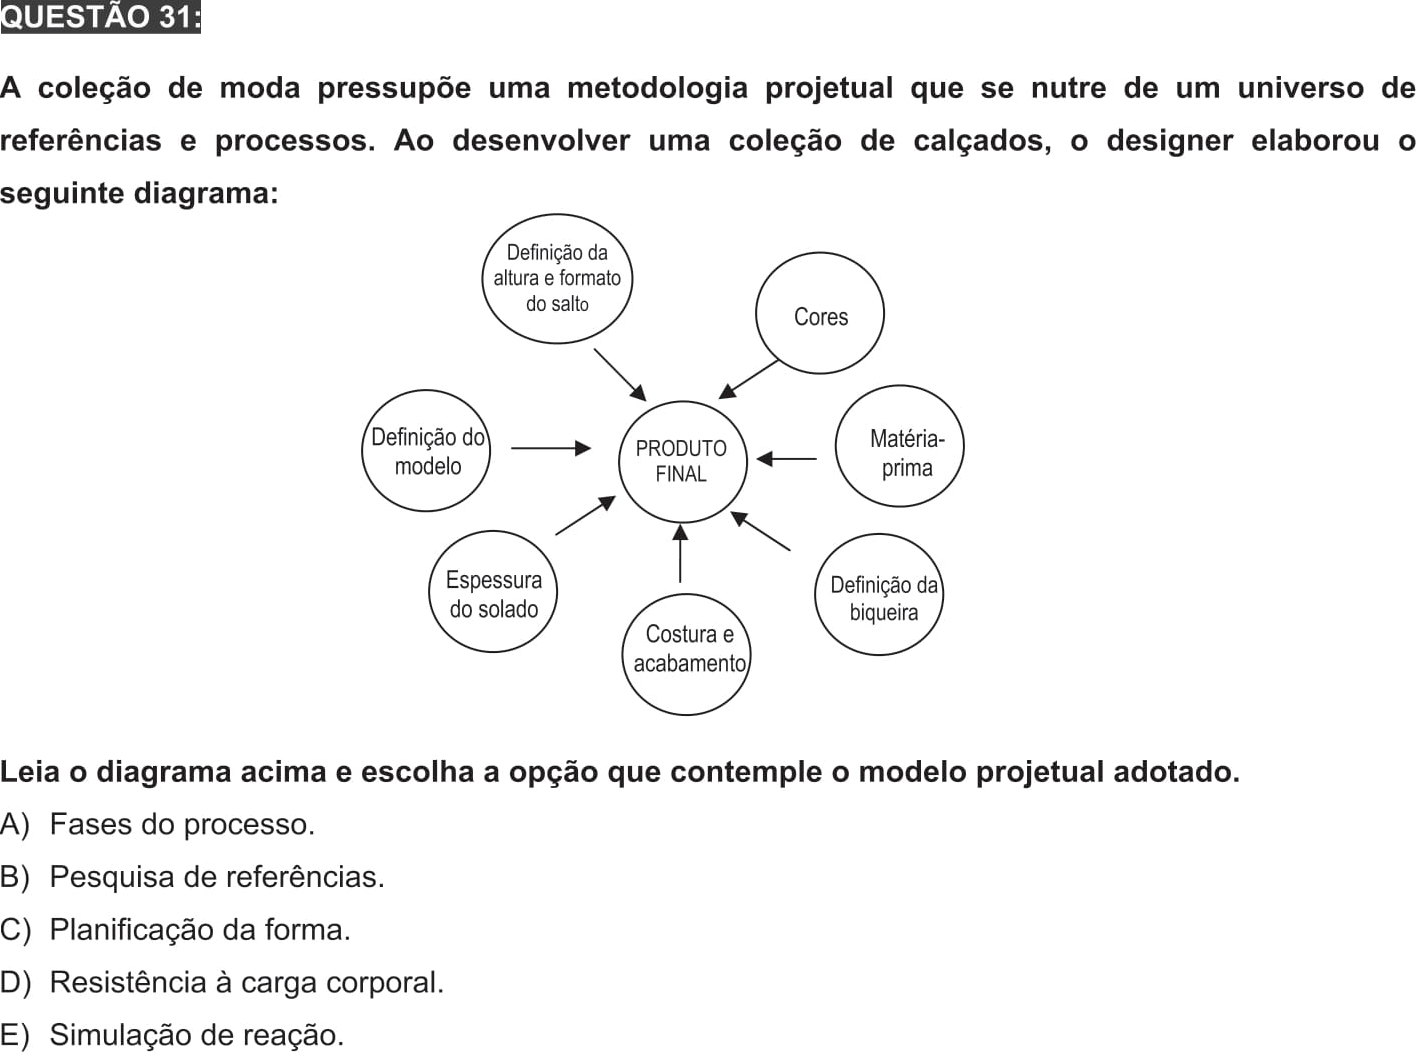 QUESTÃO 31:
A coleção de moda pressupõe uma metodologia projetual que se nutre de um universo de
referências e processos. Ao desenvolver uma coleção de calçados, o designer elaborou o
seguinte diagrama:
Definição da
altura e formato
do salto
Cores
Definição do
modelo
PRODUTO
FINAL
Matéria-
prima
Espessura
do solado
Costura e
acabamento
Definição da
biqueira
Leia o diagrama acima e escolha a opção que contemple o modelo projetual adotado.
A) Fases do processo.
B) Pesquisa de referências.
C) Planificação da forma.
D) Resistência à carga corporal.
E) Simulação de reação.